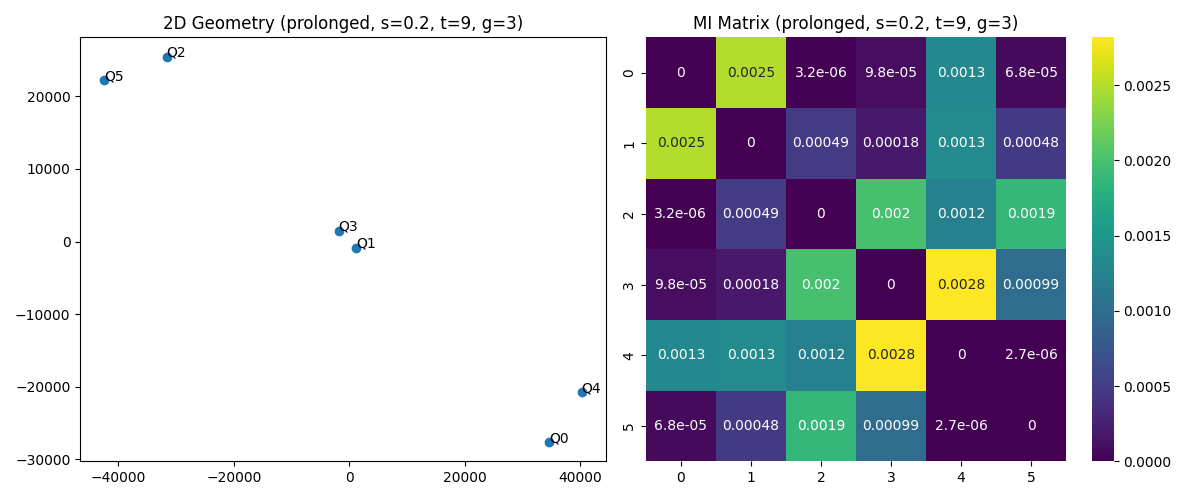 2D Geometry (prolonged, s=0.2, t=9, g=3)
20000
10000
0
−10000
−20000
−30000
−40000
−20000
0
20000
40000
Q5
Q2
Q3
Q1
Q4
Q0
MI Matrix (prolonged, s=0.2, t=9, g=3)
0 0 0.0025 3.2e-06 9.8e-05 0.0013 6.8e-05
1 0.0025 0 0.00049 0.00018 0.0013 0.00048
2 3.2e-06 0.00049 0 0.002 0.0012 0.0019
3 9.8e-05 0.00018 0.002 0 0.0028 0.00099
4 0.0013 0.0013 0.0012 0.0028 0 2.7e-06
5 6.8e-05 0.00048 0.0019 0.00099 2.7e-06 0
0 1 2 3 4 5
0.0025
0.0020
0.0015
0.0010
0.0005
0.0000